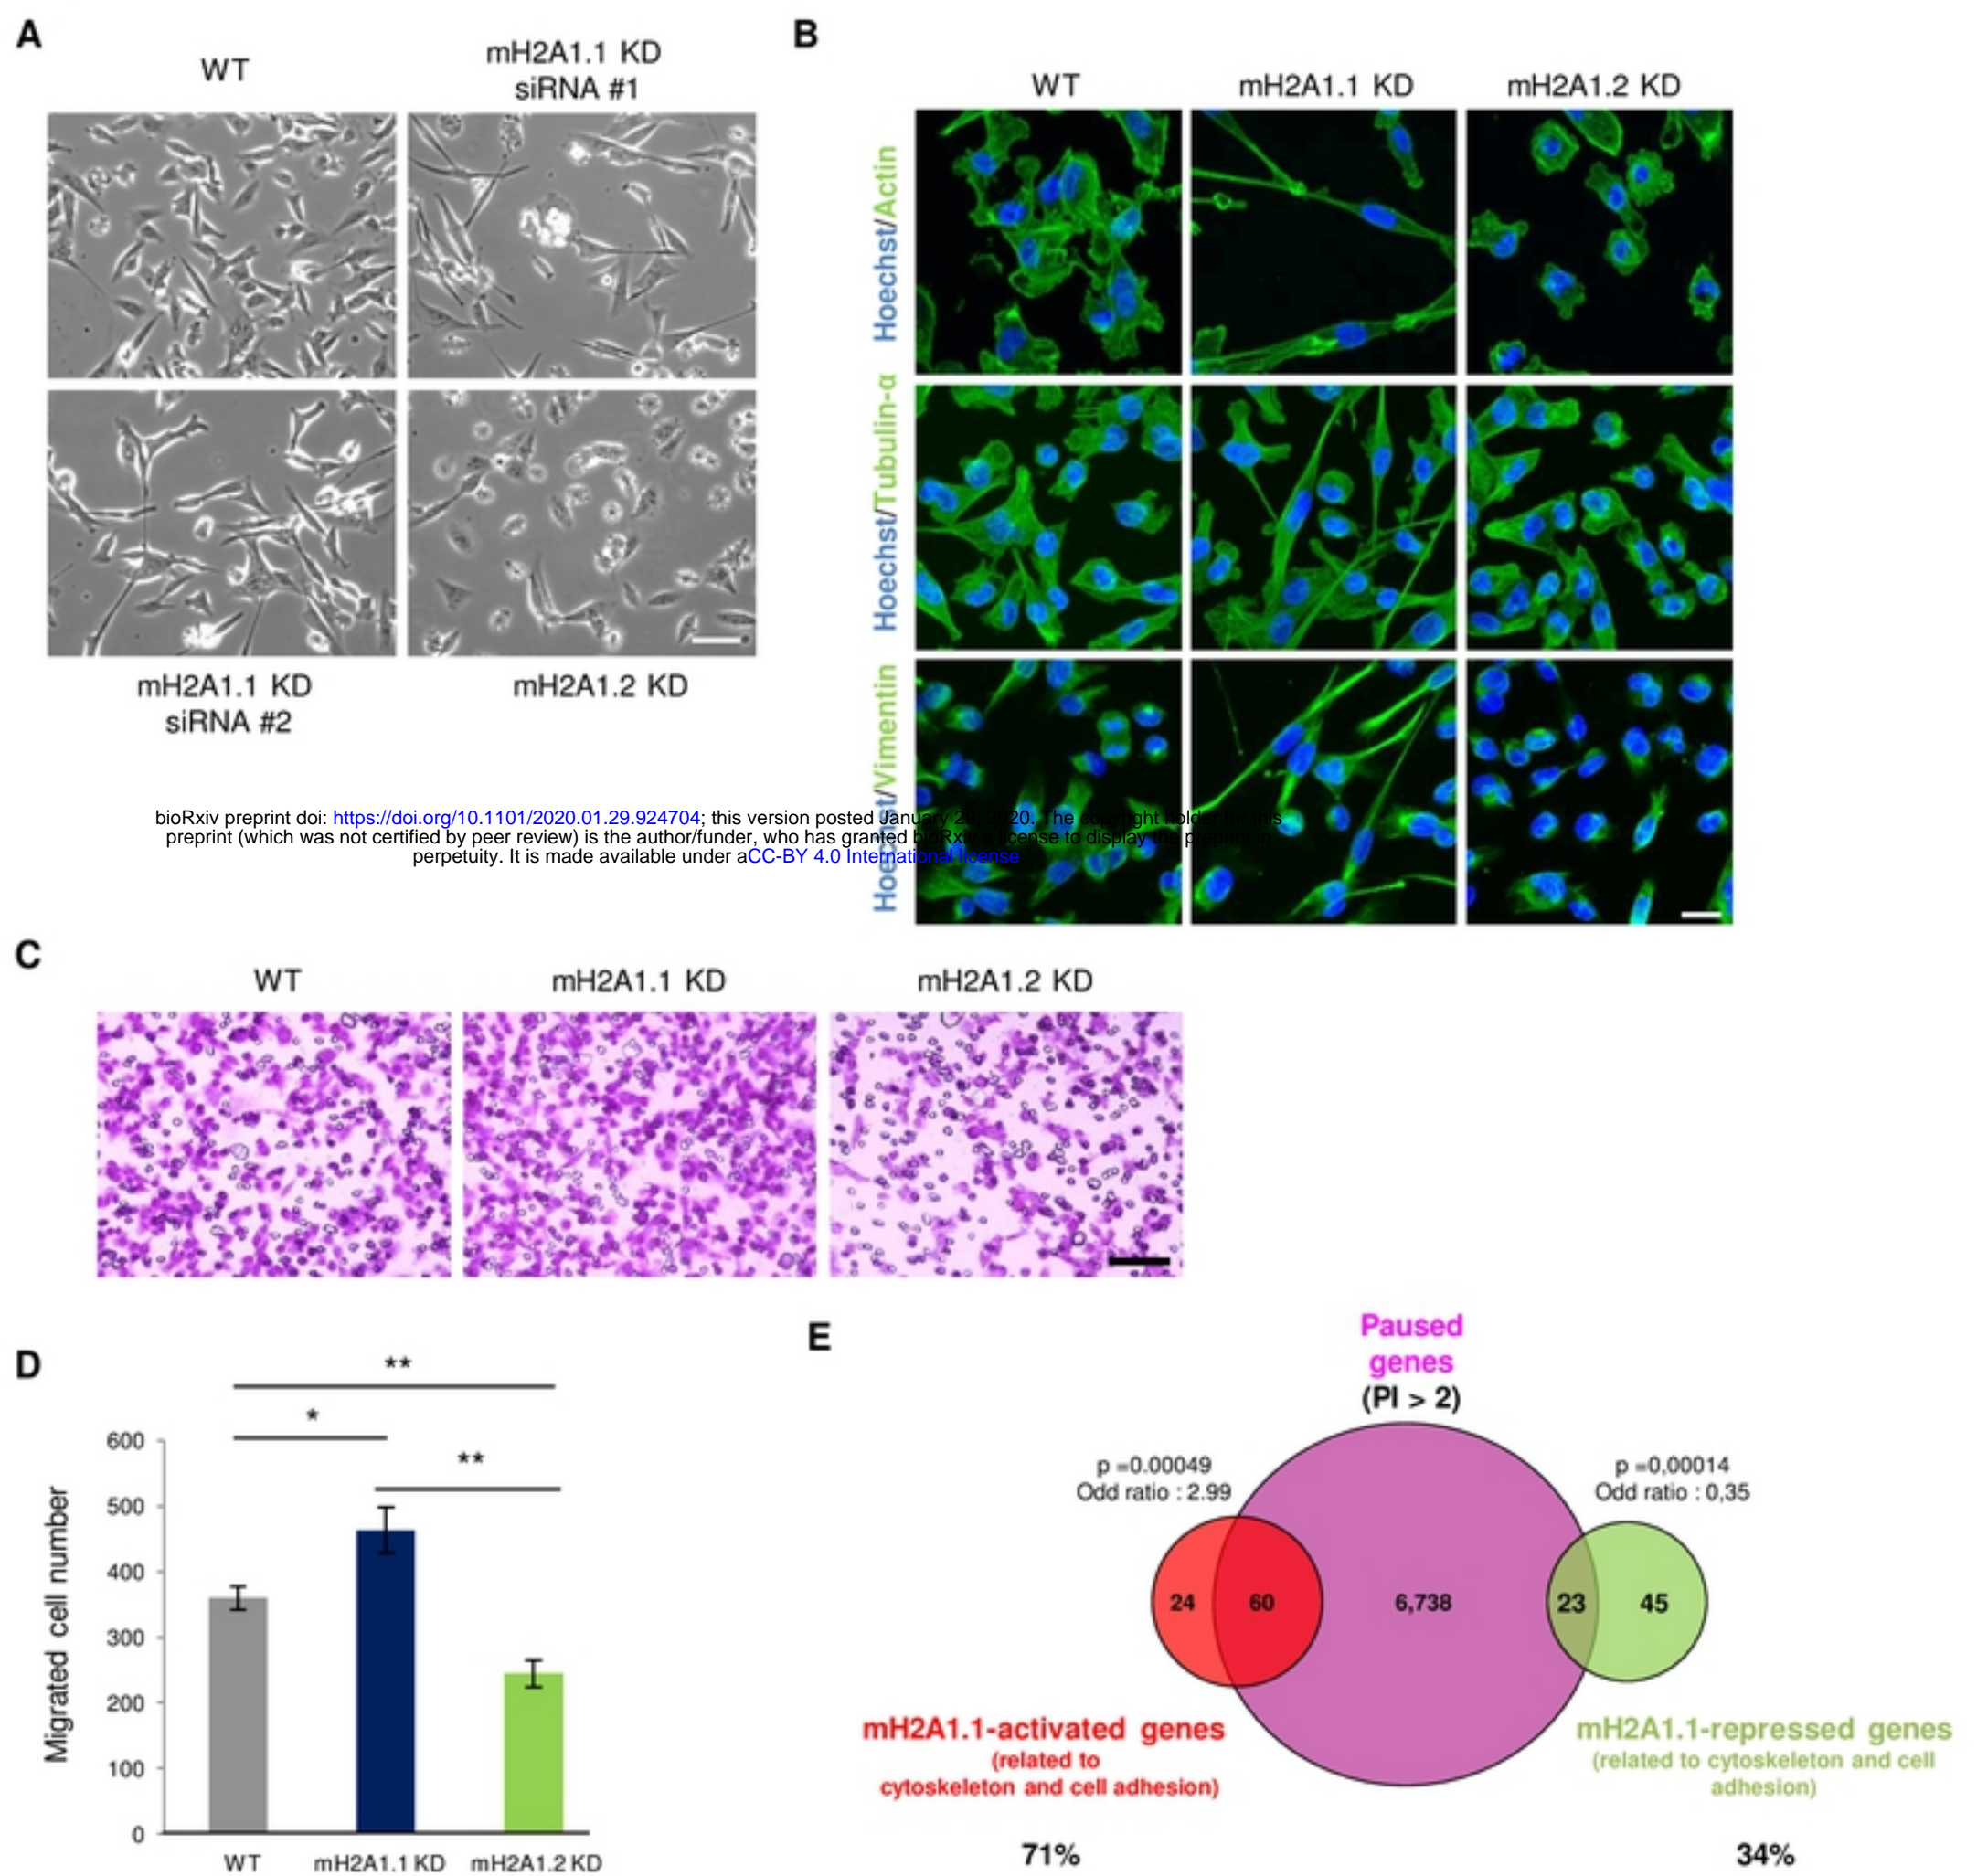 A
WT
mH2A1.1 KD
siRNA #1
mH2A1.1 KD
siRNA #2
mH2A1.2 KD
B
WT
mH2A1.1 KD
mH2A1.2 KD
Hoechst/Actin
Hoechst/Tubulin-α
Hoechst/Vimentin
bioRxiv preprint doi: https://doi.org/10.1101/2020.01.29.924704; this version posted January 29, 2020. The copyright holder for this
preprint (which was not certified by peer review) is the author/funder, who has granted bioRxiv a license to display the preprint in
perpetuity. It is made available under aCC-BY 4.0 International license
C
WT
mH2A1.1 KD
mH2A1.2 KD
D
**
*
**
Migrated cell number
600
500
400
300
200
100
0
WT
mH2A1.1 KD
mH2A1.2 KD
E
Paused
genes
(PI > 2)
p =0.00049
Odd ratio : 2.99
p =0,00014
Odd ratio : 0,35
24
60
6,738
23
45
mH2A1.1-activated genes
(related to
cytoskeleton and cell adhesion)
mH2A1.1-repressed genes
(related to cytoskeleton and cell
adhesion)
71%
34%